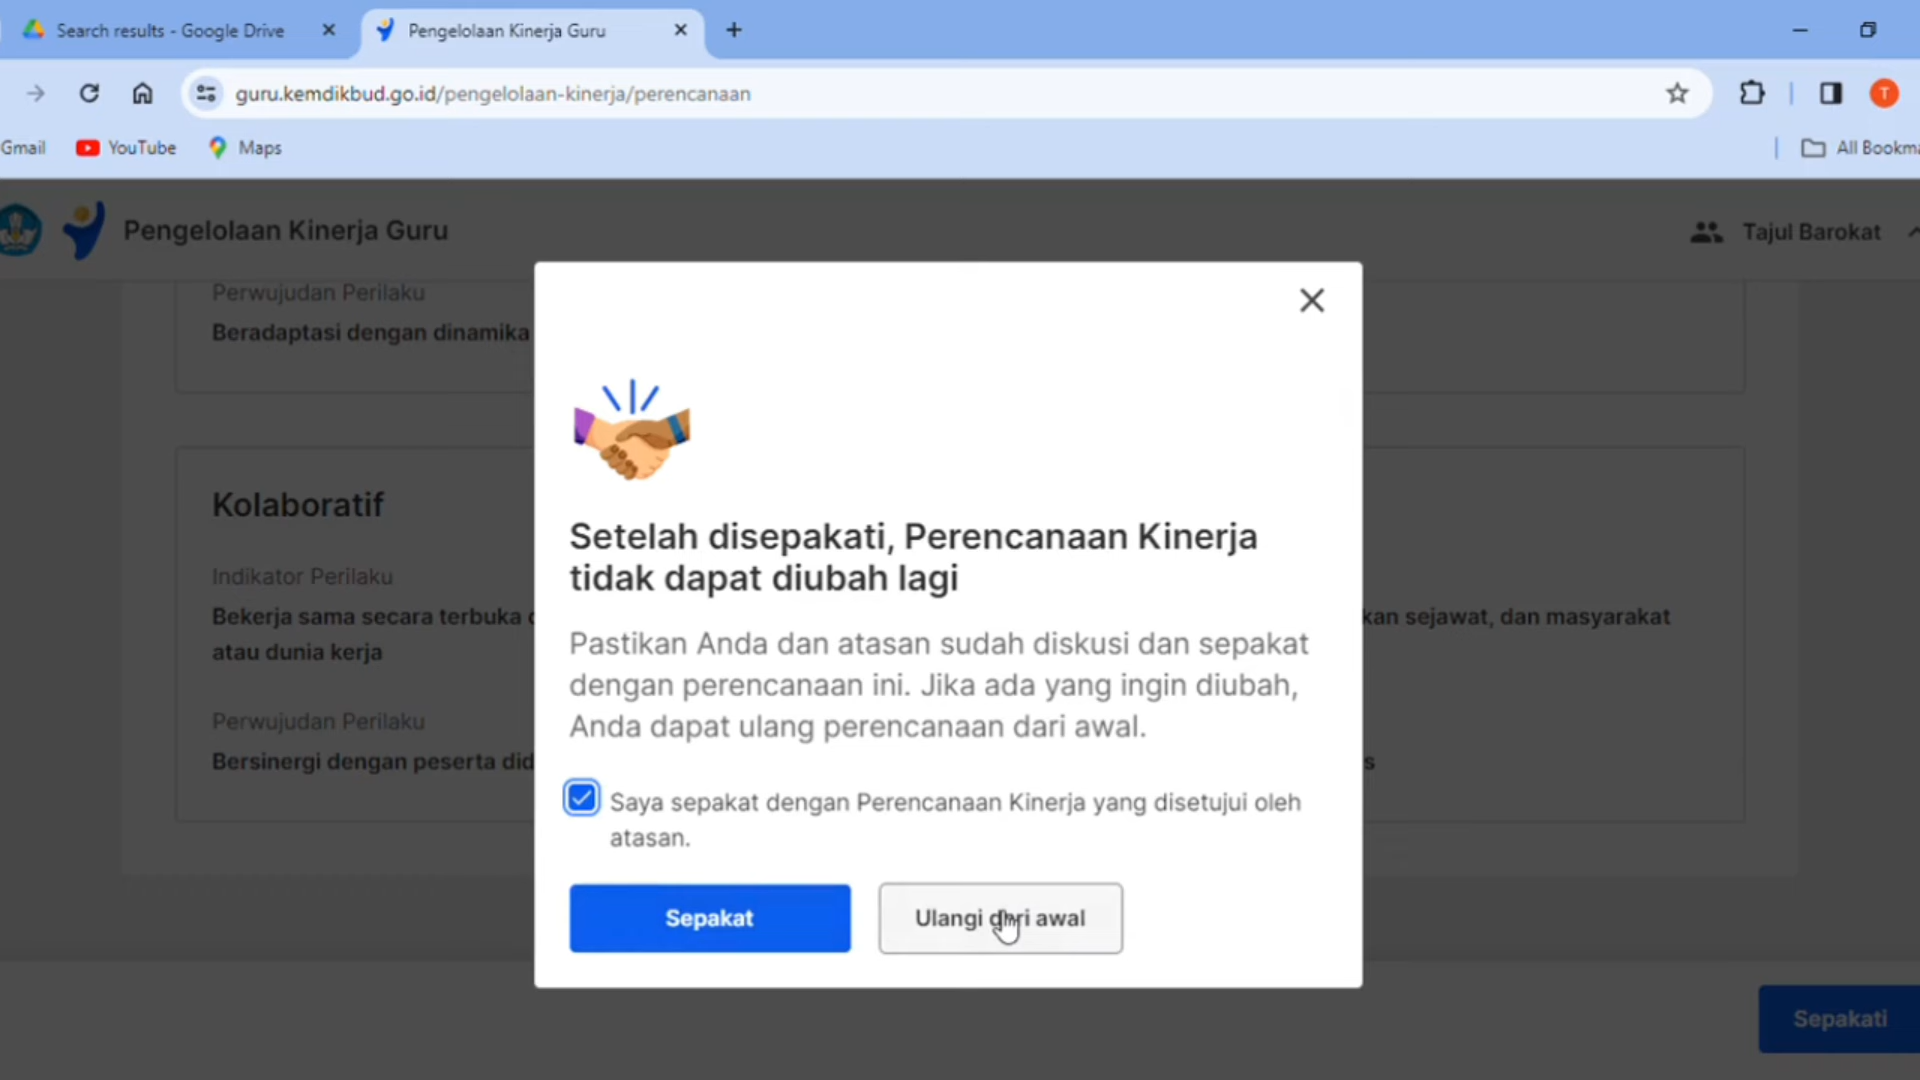 Search results - Google Drive
Pengelolaan Kinerja Guru
guru.kemdikbud.go.id/pengelolaan-kinerja/perencanaan
T
Gmail
YouTube
Maps
All Bookma
Pengelolaan Kinerja Guru
Tajul Barokat
Perwujudan Perilaku
Beradaptasi dengan dinamika
Kolaboratif
Indikator Perilaku
Bekerja sama secara terbuka
kan sejawat, dan masyarakat
atau dunia kerja
Perwujudan Perilaku
Bersinergi dengan peserta did
s
Setelah disepakati, Perencanaan Kinerja
tidak dapat diubah lagi
Pastikan Anda dan atasan sudah diskusi dan sepakat
dengan perencanaan ini. Jika ada yang ingin diubah,
Anda dapat ulang perencanaan dari awal.
Saya sepakat dengan Perencanaan Kinerja yang disetujui oleh
atasan.
Sepakat
Ulangi dari awal
Sepakati